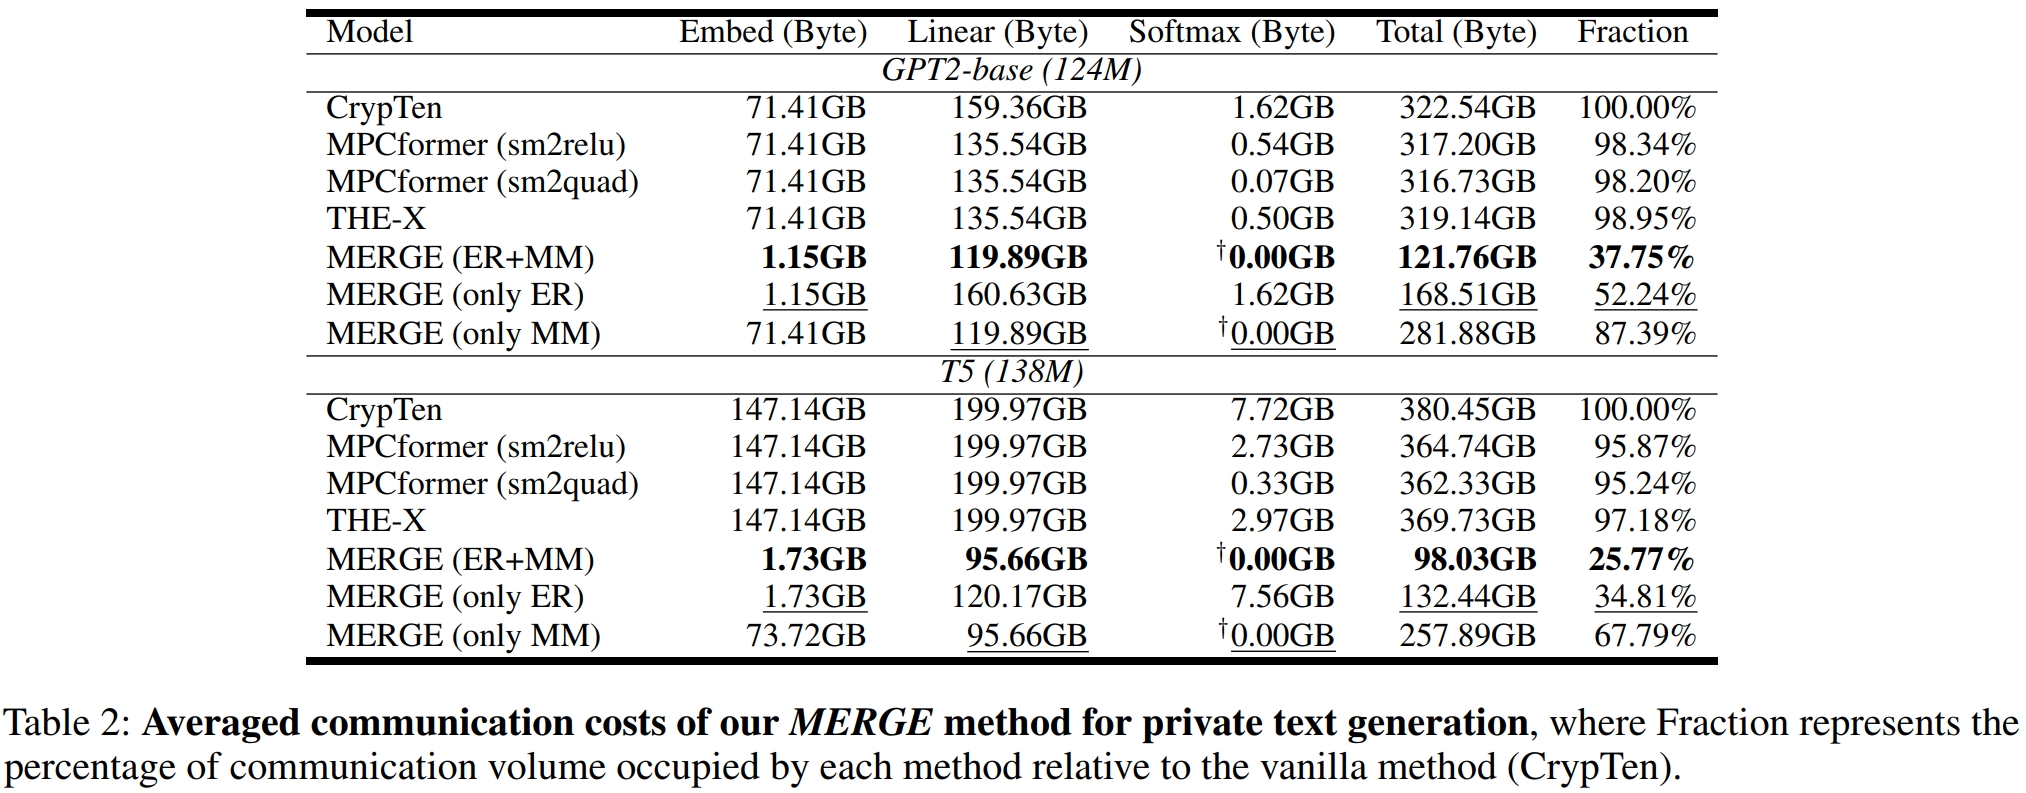 Model Embed (Byte) Linear (Byte) Softmax (Byte) Total (Byte) Fraction
GPT2-base (124M)
CrypTen 71.41GB 159.36GB 1.62GB 322.54GB 100.00%
MPCformer (sm2relu) 71.41GB 135.54GB 0.54GB 317.20GB 98.34%
MPCformer (sm2quad) 71.41GB 135.54GB 0.07GB 316.73GB 98.20%
THE-X 71.41GB 135.54GB 0.50GB 319.14GB 98.95%
MERGE (ER+MM) 1.15GB 119.89GB †0.00GB 121.76GB 37.75%
MERGE (only ER) 1.15GB 160.63GB 1.62GB 168.51GB 52.24%
MERGE (only MM) 71.41GB 119.89GB †0.00GB 281.88GB 87.39%
T5 (138M)
CrypTen 147.14GB 199.97GB 7.72GB 380.45GB 100.00%
MPCformer (sm2relu) 147.14GB 199.97GB 2.73GB 364.74GB 95.87%
MPCformer (sm2quad) 147.14GB 199.97GB 0.33GB 362.33GB 95.24%
THE-X 147.14GB 199.97GB 2.97GB 369.73GB 97.18%
MERGE (ER+MM) 1.73GB 95.66GB †0.00GB 98.03GB 25.77%
MERGE (only ER) 1.73GB 120.17GB 7.56GB 132.44GB 34.81%
MERGE (only MM) 73.72GB 95.66GB †0.00GB 257.89GB 67.79%
Table 2: Averaged communication costs of our MERGE method for private text generation, where Fraction represents the
percentage of communication volume occupied by each method relative to the vanilla method (CrypTen).